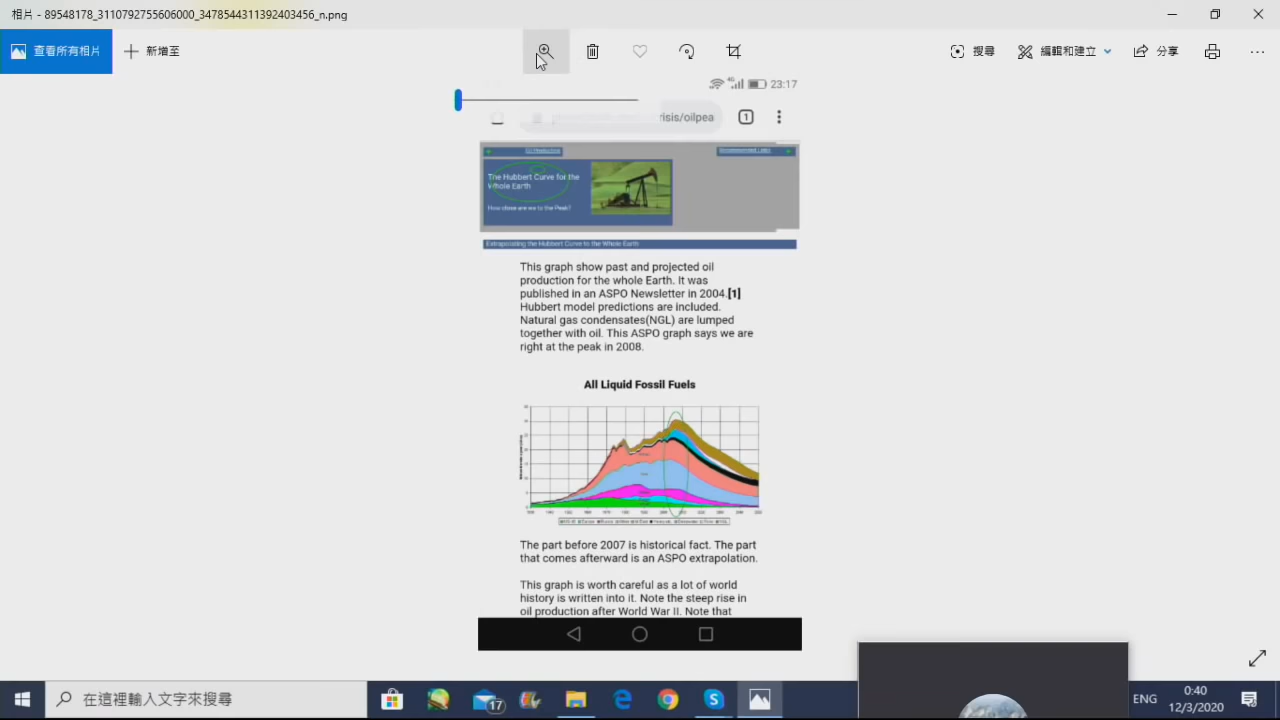 相片 - 89548178_3110792755606000_3478544311392403456_n.png
查看所有相片
新增至
搜尋
編輯和建立
分享
4G
23:17
risis/oilpea
1
The Hubbert Curve for the
Whole Earth
How close are we to the Peak?
Extrapolating the Hubbert Curve to the Whole Earth
This graph show past and projected oil
production for the whole Earth. It was
published in an ASPO Newsletter in 2004.[1]
Hubbert model predictions are included.
Natural gas condensates(NGL) are lumped
together with oil. This ASPO graph says we are
right at the peak in 2008.
All Liquid Fossil Fuels
The part before 2007 is historical fact. The part
that comes afterward is an ASPO extrapolation.
This graph is worth careful as a lot of world
history is written into it. Note the steep rise in
oil production after World War II. Note that
在這裡輸入文字來搜尋
17
ENG
0:40
12/3/2020